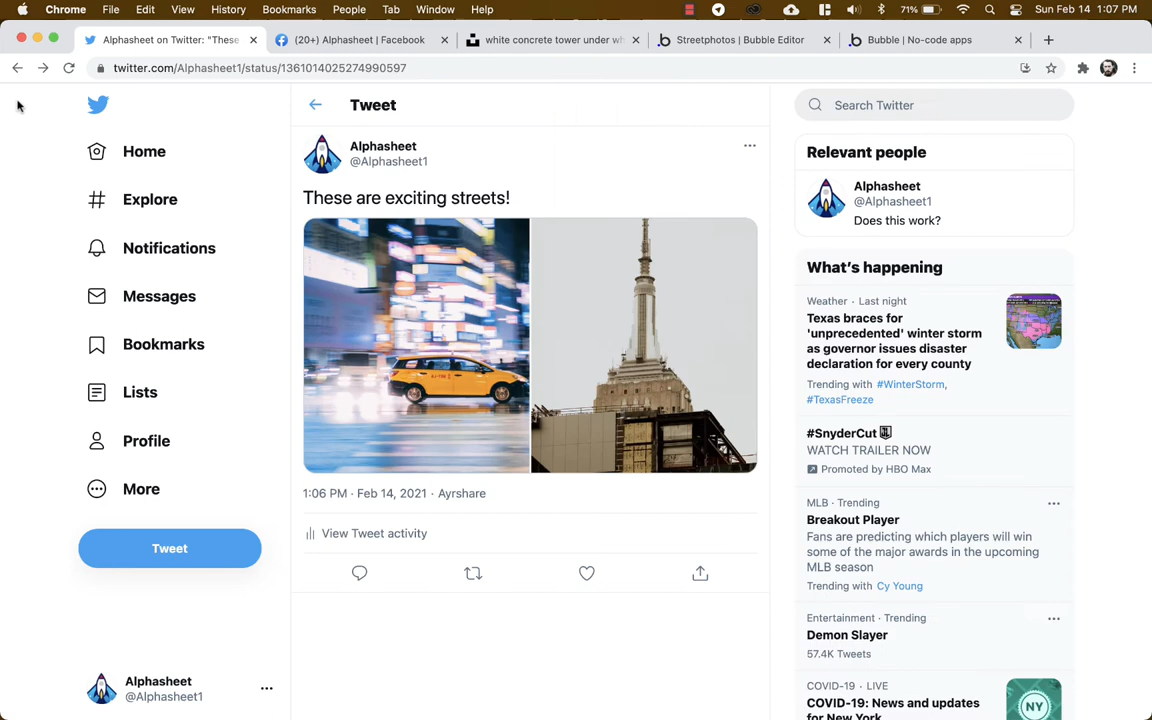 Chrome File Edit View History Bookmarks People Tab Window Help 71% Sun Feb 14 1:07 PM
Alphasheet on Twitter: "These (20+) Alphasheet | Facebook white concrete tower under wh Streetphotos | Bubble Editor Bubble | No-code apps
twitter.com/Alphasheet1/status/1361014025274990597
Home
Explore
Notifications
Messages
Bookmarks
Lists
Profile
More
Tweet
Alphasheet
@Alphasheet1
Tweet
Alphasheet
@Alphasheet1
These are exciting streets!
1:06 PM · Feb 14, 2021 · Ayrshare
View Tweet activity
Search Twitter
Relevant people
Alphasheet
@Alphasheet1
Does this work?
What's happening
Weather · Last night
Texas braces for
'unprecedented' winter storm
as governor issues disaster
declaration for every county
Trending with #WinterStorm,
#TexasFreeze
#SnyderCut
WATCH TRAILER NOW
Promoted by HBO Max
MLB · Trending
Breakout Player
Fans are predicting which players will win
some of the major awards in the upcoming
MLB season
Trending with Cy Young
Entertainment · Trending
Demon Slayer
57.4K Tweets
COVID-19 · LIVE
COVID-19: News and updates
for New York
NY